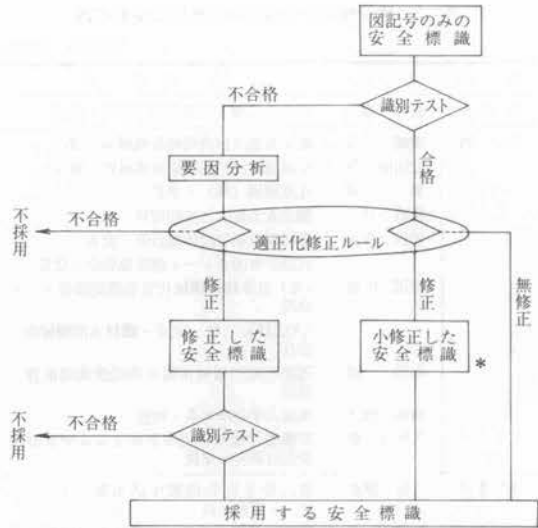 図記号のみの
安全標識
不合格
識別テスト
合格
要因分析
不採用
不合格
適正化修正ルール
修正
修正
無修正
修正した
安全標識
小修正した
安全標識
*
不採用
不合格
識別テスト
採用する安全標識